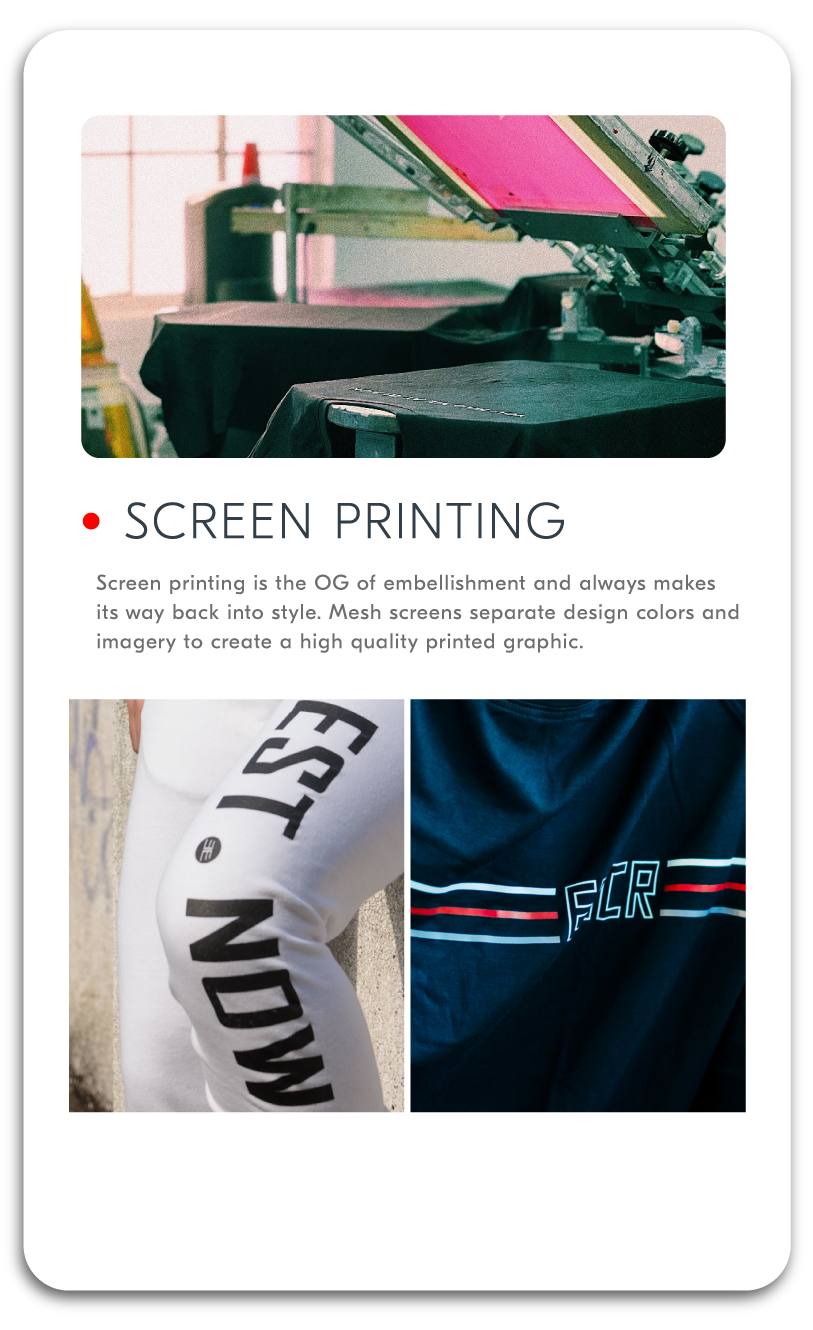 SCREEN PRINTING
Screen printing is the OG of embellishment and always makes
its way back into style. Mesh screens separate design colors and
imagery to create a high quality printed graphic.
EST.
NOW
FCR